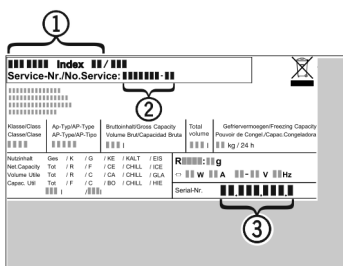 1
Index /
Service-Nr./No.Service: -
2
Klasse/Glass Ap-Typ/AP-Type Bruttoinhalt/Gross Capacity Total Gefriervermoegen/Freezing Capacity
Classe/Clase AP-Type/AP-Tipo Volume Brut/Capacidad Bruta volume Pouvoir de Congel./Capac.Congeladora
l l kg / 24 h
Nutzinhalt Ges / K / G / KE / KALT / EIS
Net.Capacity Tot / R / F / CE / CHILL / ICE
Volume Utile Tot / R / C / CA / CHILL / GLA
Capac. Util Tot / F / C / BO / CHILL / HIE
l / l
R : g
W A - V Hz
Serial-Nr. , , ,
3